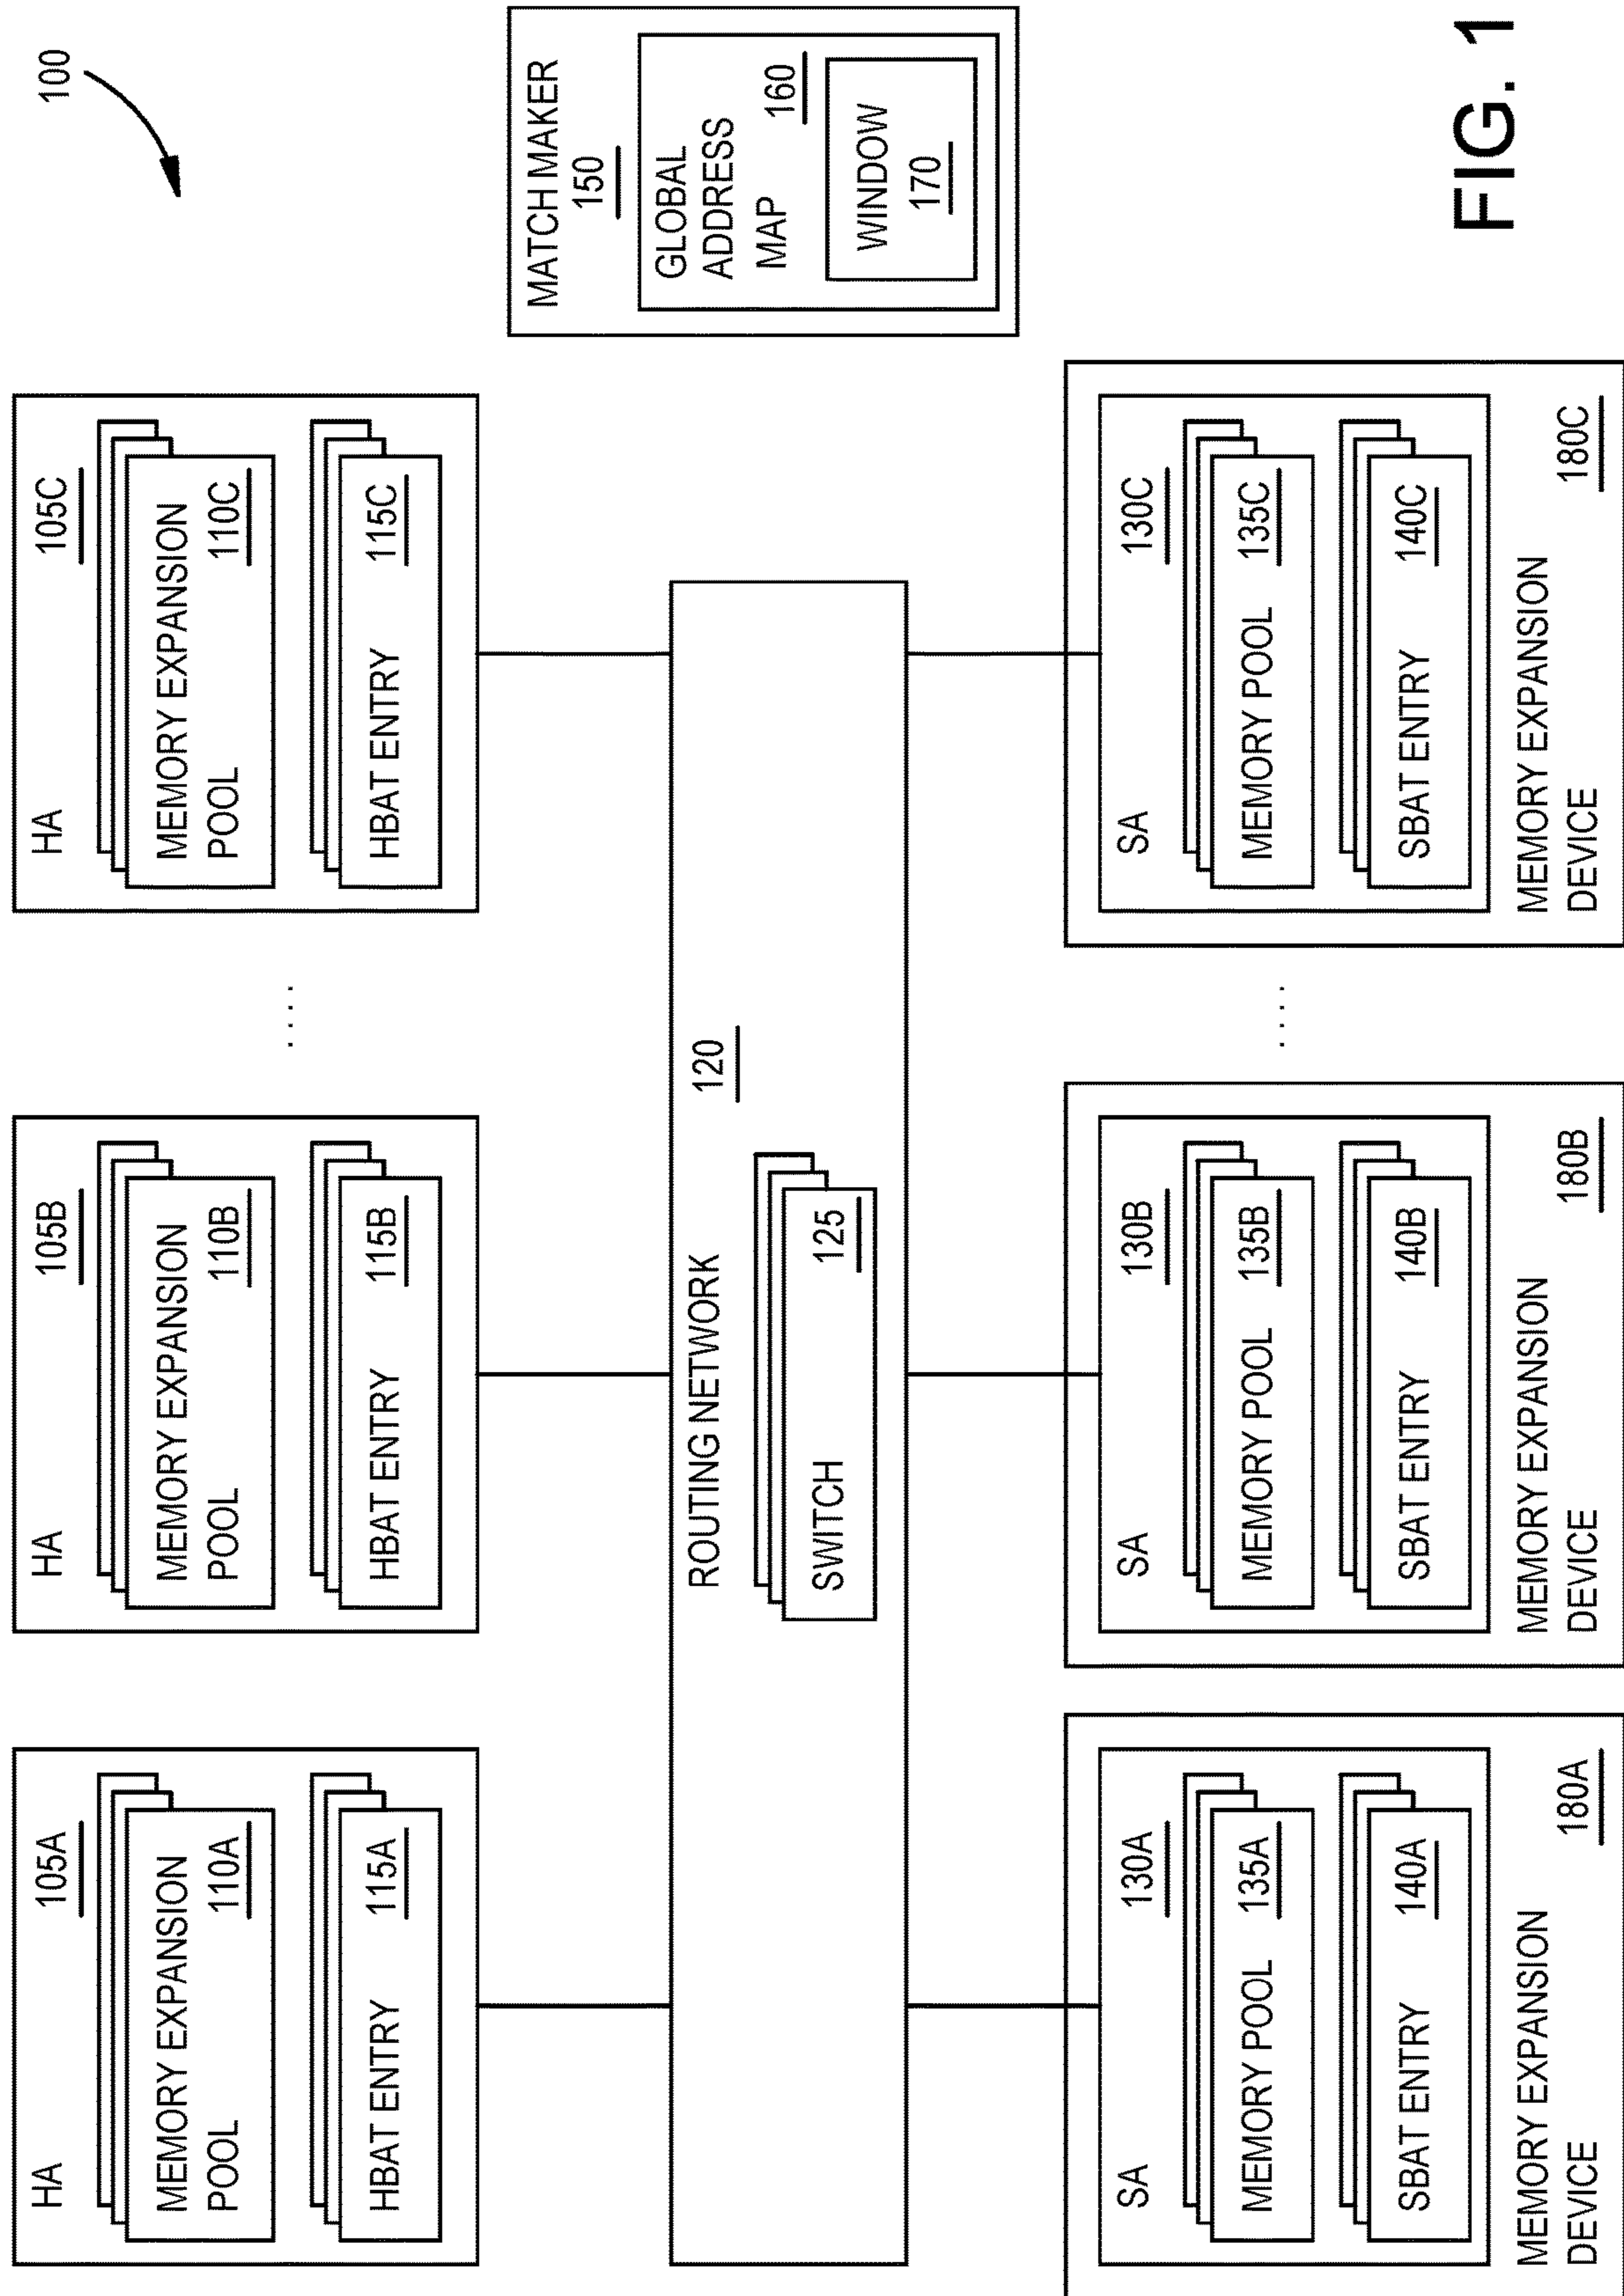 100
HA
105A
MEMORY EXPANSION
POOL
110A
HBAT ENTRY
115A
HA
105B
MEMORY EXPANSION
POOL
110B
HBAT ENTRY
115B
. . . .
HA
105C
MEMORY EXPANSION
POOL
110C
HBAT ENTRY
115C
ROUTING NETWORK
120
SWITCH
125
MATCH MAKER
150
GLOBAL
ADDRESS
MAP
160
WINDOW
170
SA
130A
MEMORY POOL
135A
SBAT ENTRY
140A
MEMORY EXPANSION
DEVICE
180A
SA
130B
MEMORY POOL
135B
SBAT ENTRY
140B
MEMORY EXPANSION
DEVICE
180B
. . . .
SA
130C
MEMORY POOL
135C
SBAT ENTRY
140C
MEMORY EXPANSION
DEVICE
180C
FIG. 1